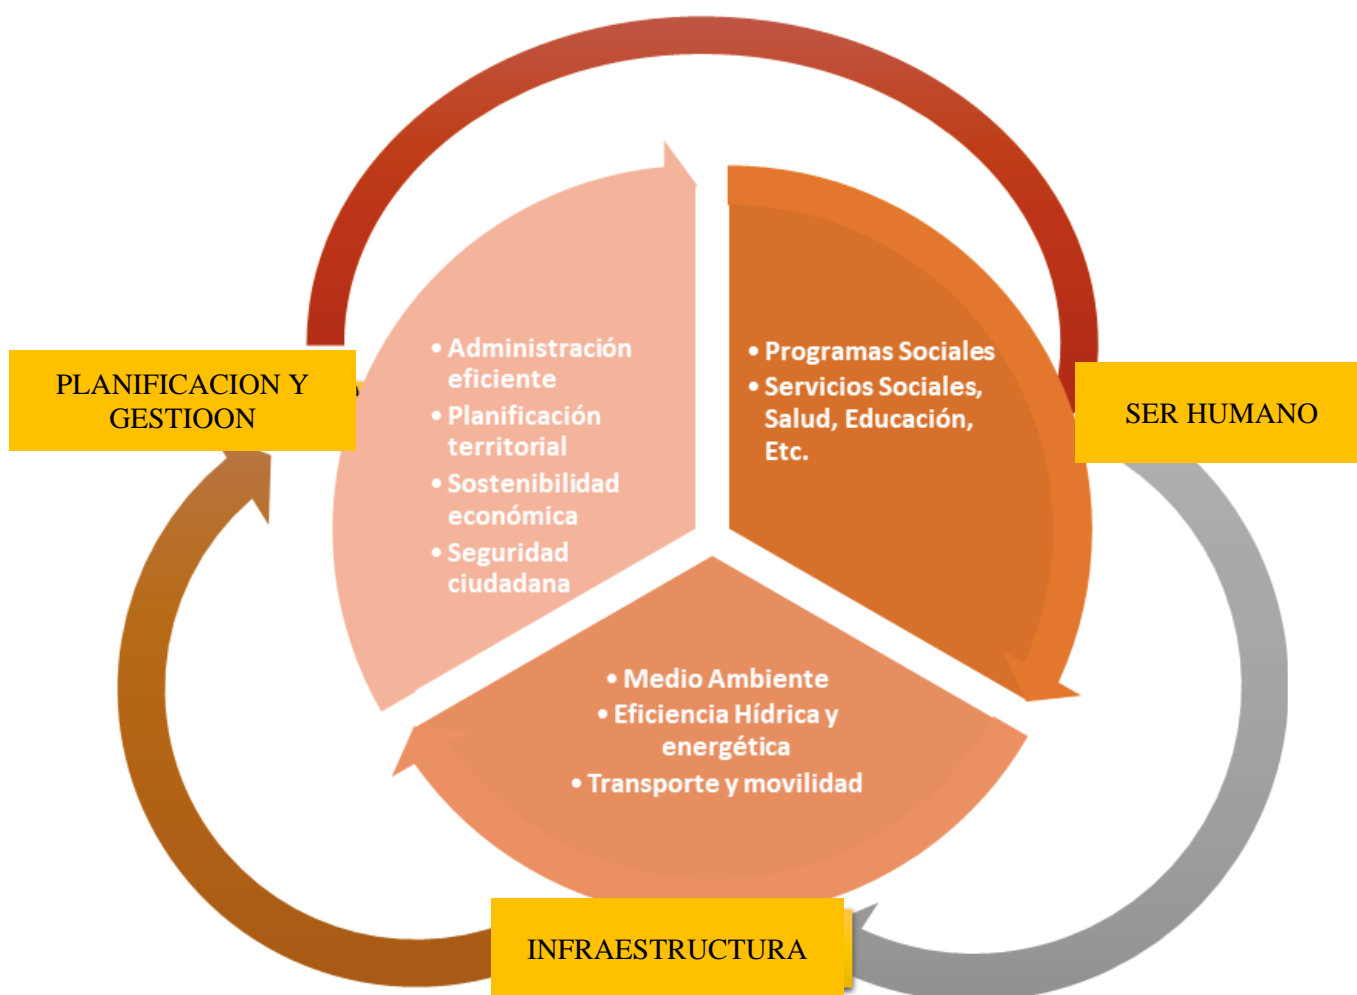 PLANIFICACION Y
GESTIOON
• Administración
eficiente
• Planificación
territorial
• Sostenibilidad
económica
• Seguridad
ciudadana
• Programas Sociales
• Servicios Sociales,
Salud, Educación,
Etc.
SER HUMANO
• Medio Ambiente
• Eficiencia Hídrica y
energética
• Transporte y movilidad
INFRAESTRUCTURA